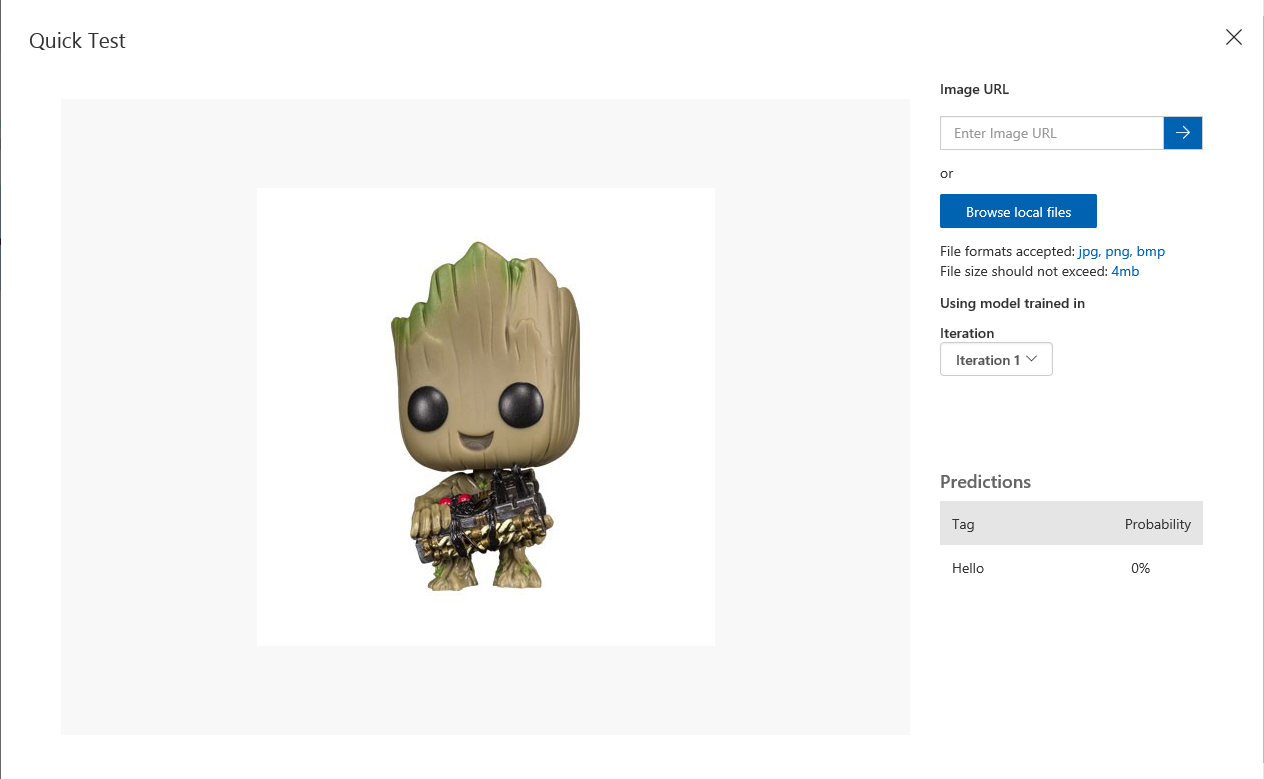 Quick Test
Image URL
Enter Image URL
or
Browse local files
File formats accepted: jpg, png, bmp
File size should not exceed: 4mb
Using model trained in
Iteration
Iteration 1
Predictions
Tag Probability
Hello 0%